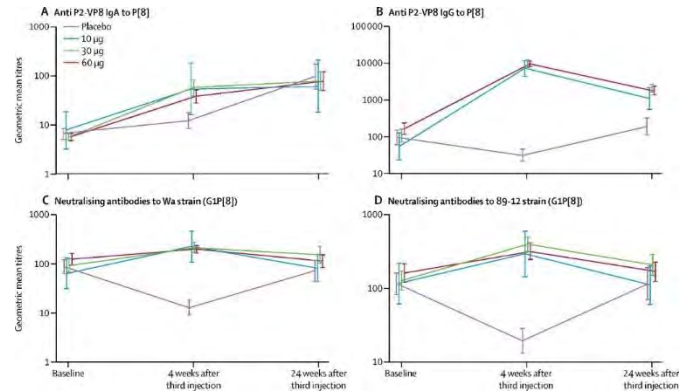 A Anti P2-VP8 IgA to P[8]
Geometric mean titres
1000
100
10
1
Placebo
10 µg
30 µg
60 µg
B Anti P2-VP8 IgG to P[8]
10 000
1000
100
10
C Neutralising antibodies to Wa strain (G1P[8])
Geometric mean titres
1000
100
10
1
Baseline
4 weeks after
third injection
24 weeks after
third injection
D Neutralising antibodies to 89-12 strain (G1P[8])
1000
100
10
Baseline
4 weeks after
third injection
24 weeks after
third injection